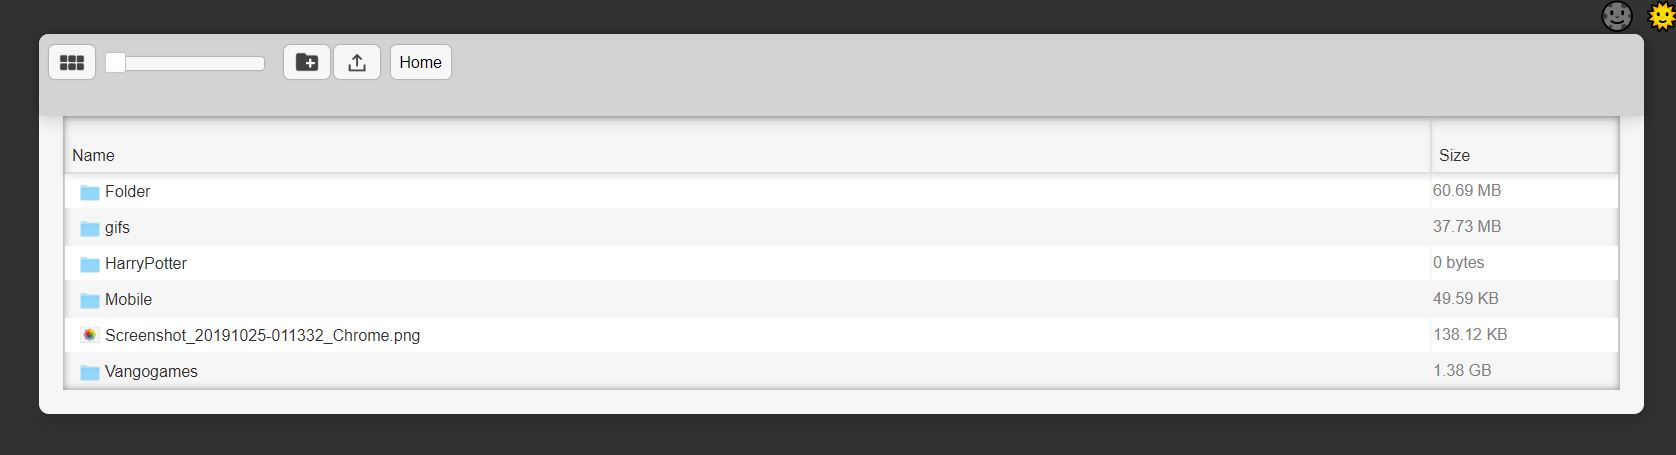 Home
Name Size
Folder 60.69 MB
gifs 37.73 MB
HarryPotter 0 bytes
Mobile 49.59 KB
Screenshot_20191025-011332_Chrome.png 138.12 KB
Vangogames 1.38 GB